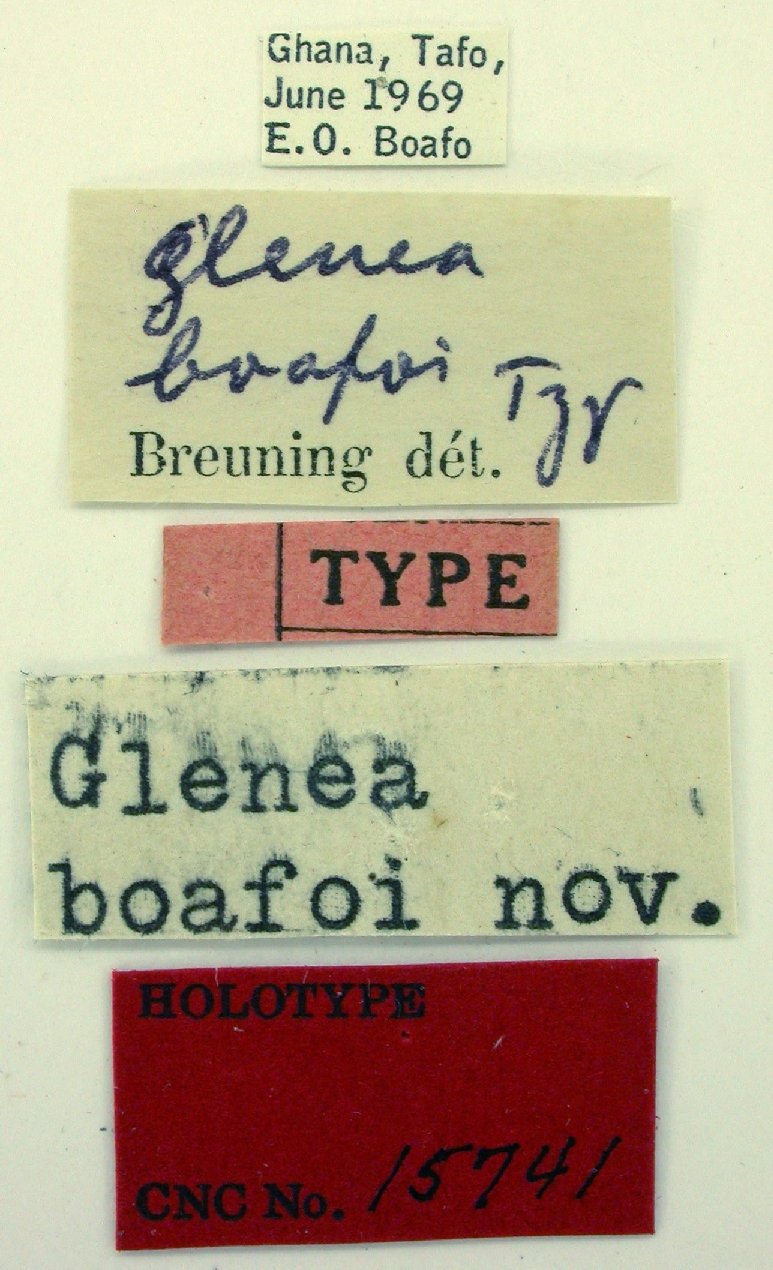 Ghana, Tafo,
June 1969
E.O. Boafo
glenea
boafoi
Breuning dét.
TYPE
Glenea
boafoi nov.
HOLOTYPE
CNC No. 15741